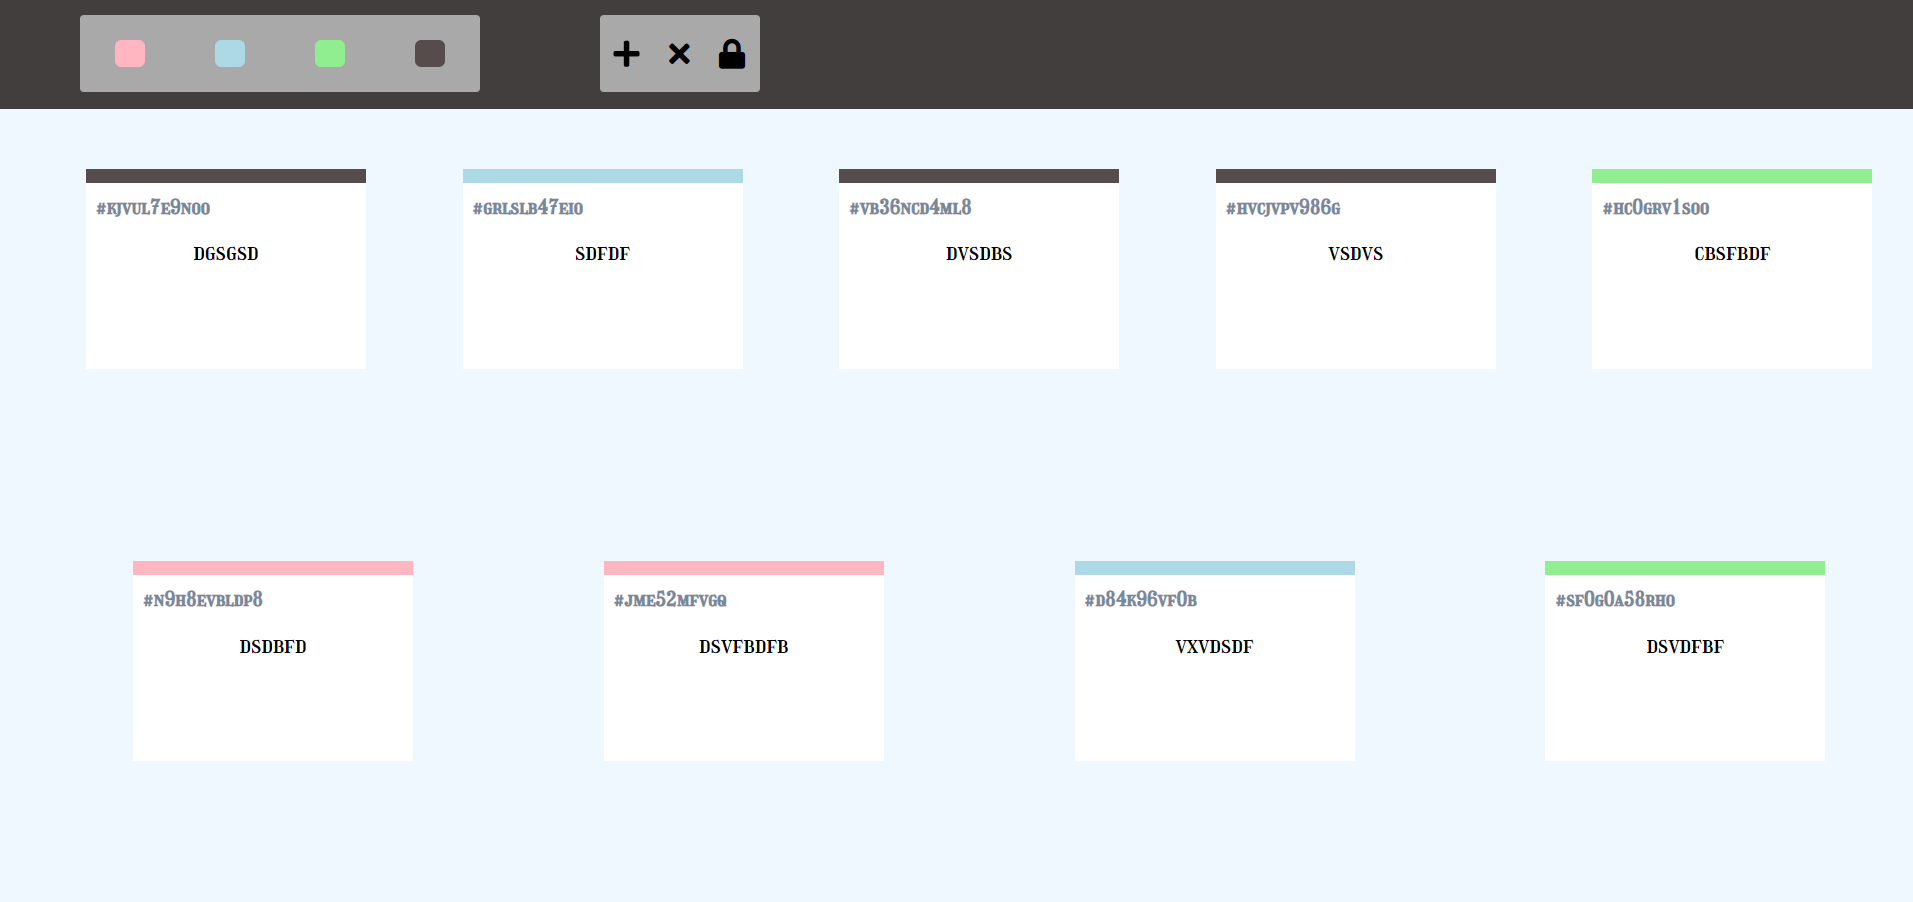 #KJVUL7E9NOO
DGSGSD
#GRLSLB47EIO
SDFDF
#VB36NCD4ML8
DVSDBS
#HVCJVPV986G
VSDVS
#HC0GRV1SOO
CBSFBDF
#N9H8EVBLDP8
DSDBFD
#JME52MFVGQ
DSVFBDFB
#D84K96VF0B
VXVDSDF
#SF0G0A58RHO
DSVDFBF